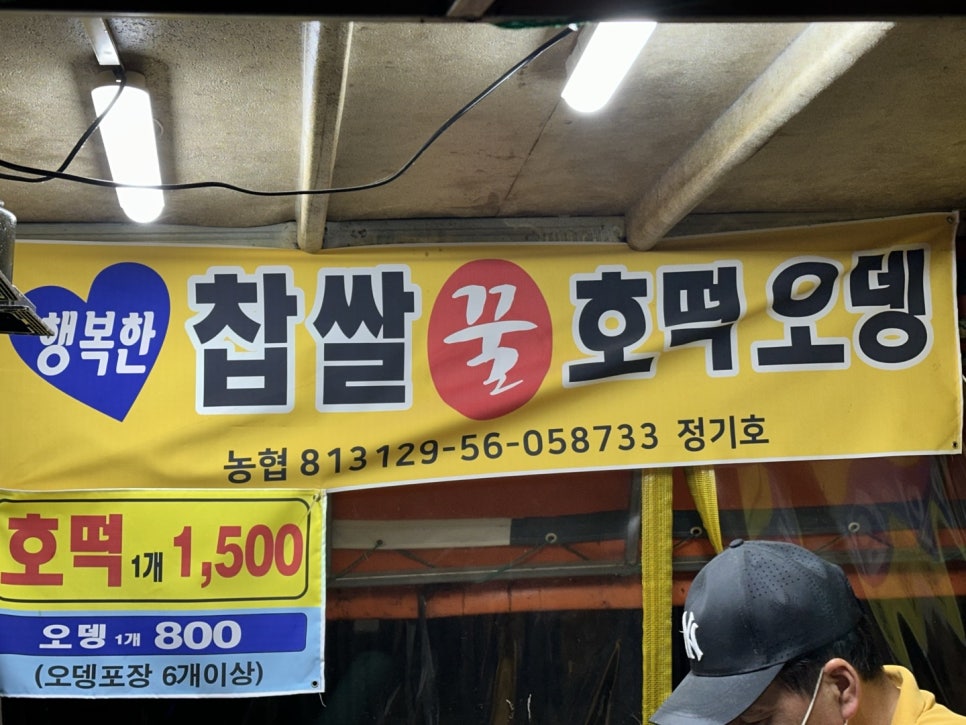 행복한 찹쌀 꿀 호떡 오뎅
농협 813129-56-058733 정기호
호떡 1개 1,500
오뎅 1개 800
(오뎅포장 6개이상)
NY